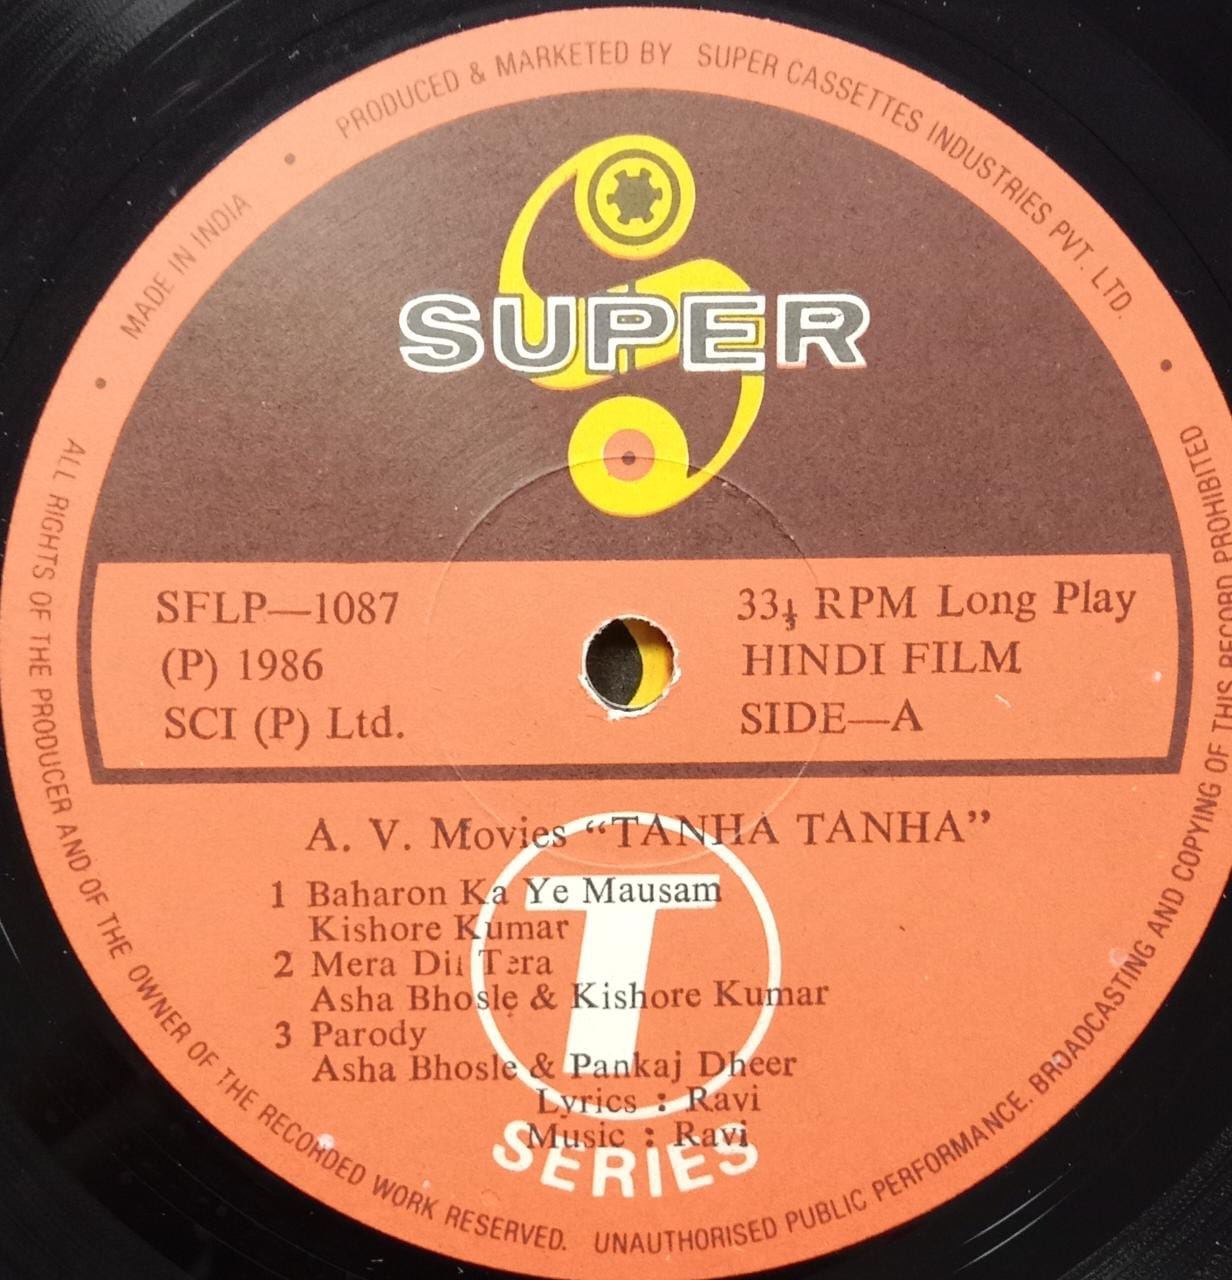 MADE IN INDIA • PRODUCED & MARKETED BY SUPER CASSETTES INDUSTRIES PVT. LTD. •
SUPER
SFLP—1087
(P) 1986
SCI (P) Ltd.
33⅓ RPM Long Play
HINDI FILM
SIDE—A
A. V. Movies “TANHA TANHA”
1 Baharon Ka Ye Mausam
Kishore Kumar
2 Mera Dil Tera
Asha Bhosle & Kishore Kumar
3 Parody
Asha Bhosle & Pankaj Dheer
Lyrics : Ravi
Music : Ravi
T
SERIES
• ALL RIGHTS OF THE PRODUCER AND OF THE OWNER OF THE RECORDED WORK RESERVED. UNAUTHORISED PUBLIC PERFORMANCE. BROADCASTING AND COPYING OF THIS RECORD PROHIBITED